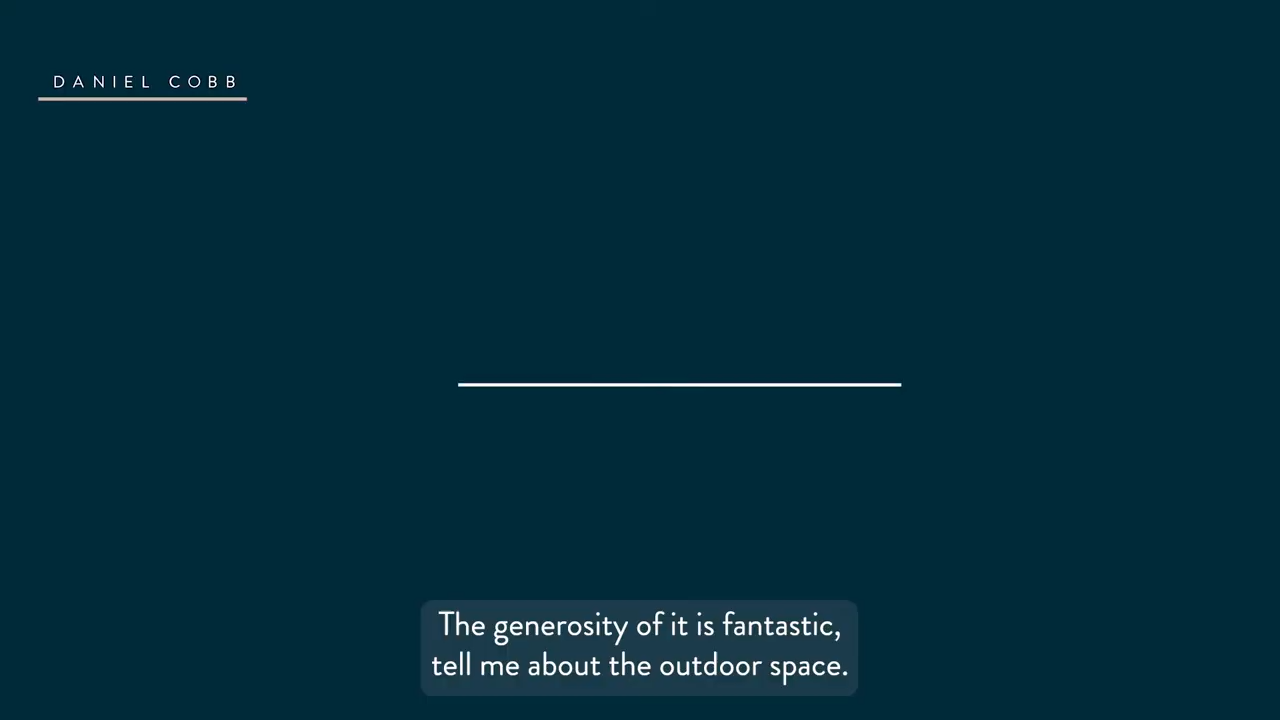 DANIEL COBB
The generosity of it is fantastic,
tell me about the outdoor space.